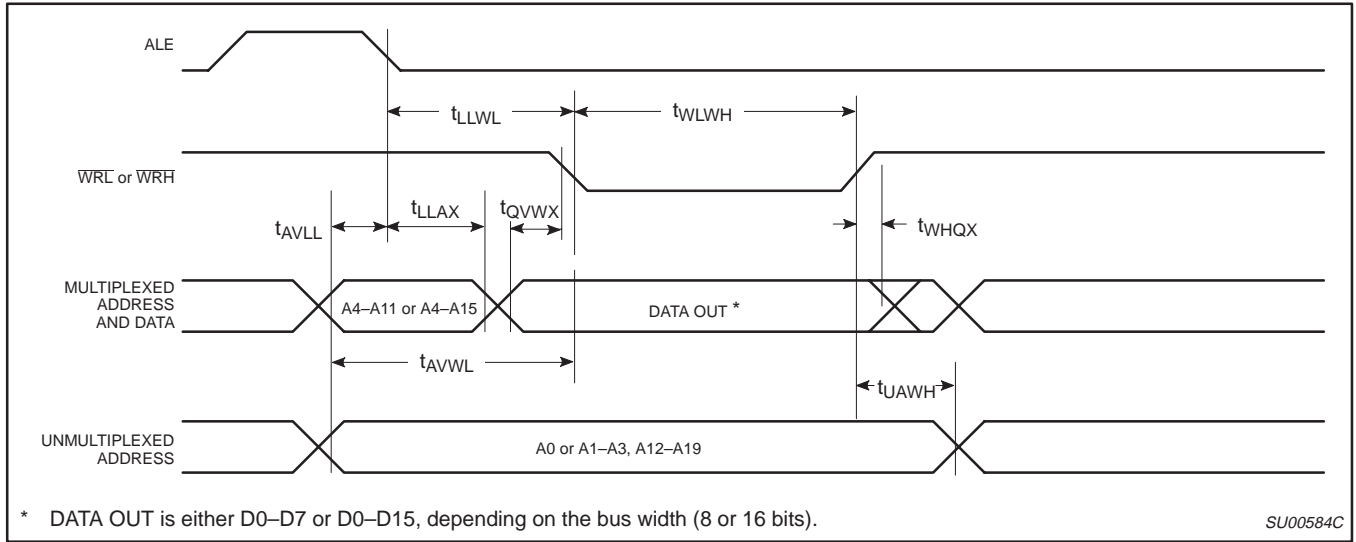 ALE
tLLWL
tWLWH
WRL or WRH
tAVLL
tLLAX
tQVWX
tWHQX
MULTIPLEXED
ADDRESS
AND DATA
A4–A11 or A4–A15
DATA OUT *
tAVWL
tUAWH
UNMULTIPLEXED
ADDRESS
A0 or A1–A3, A12–A19
* DATA OUT is either D0–D7 or D0–D15, depending on the bus width (8 or 16 bits).
SU00584C